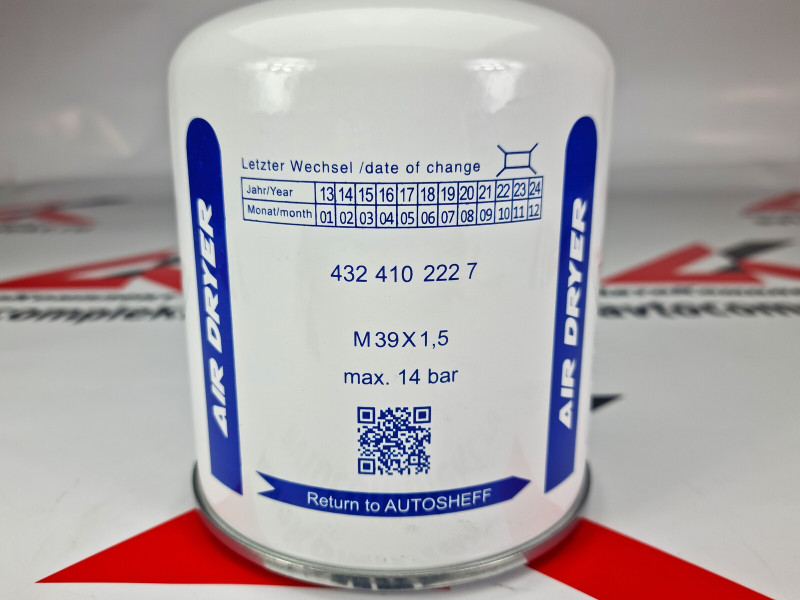 Letzter Wechsel /date of change
Jahr/Year 13 14 15 16 17 18 19 20 21 22 23 24
Monat/month 01 02 03 04 05 06 07 08 09 10 11 12
AIR DRYER
AIR DRYER
432 410 222 7
M39X1,5
max. 14 bar
Return to AUTOSHEFF